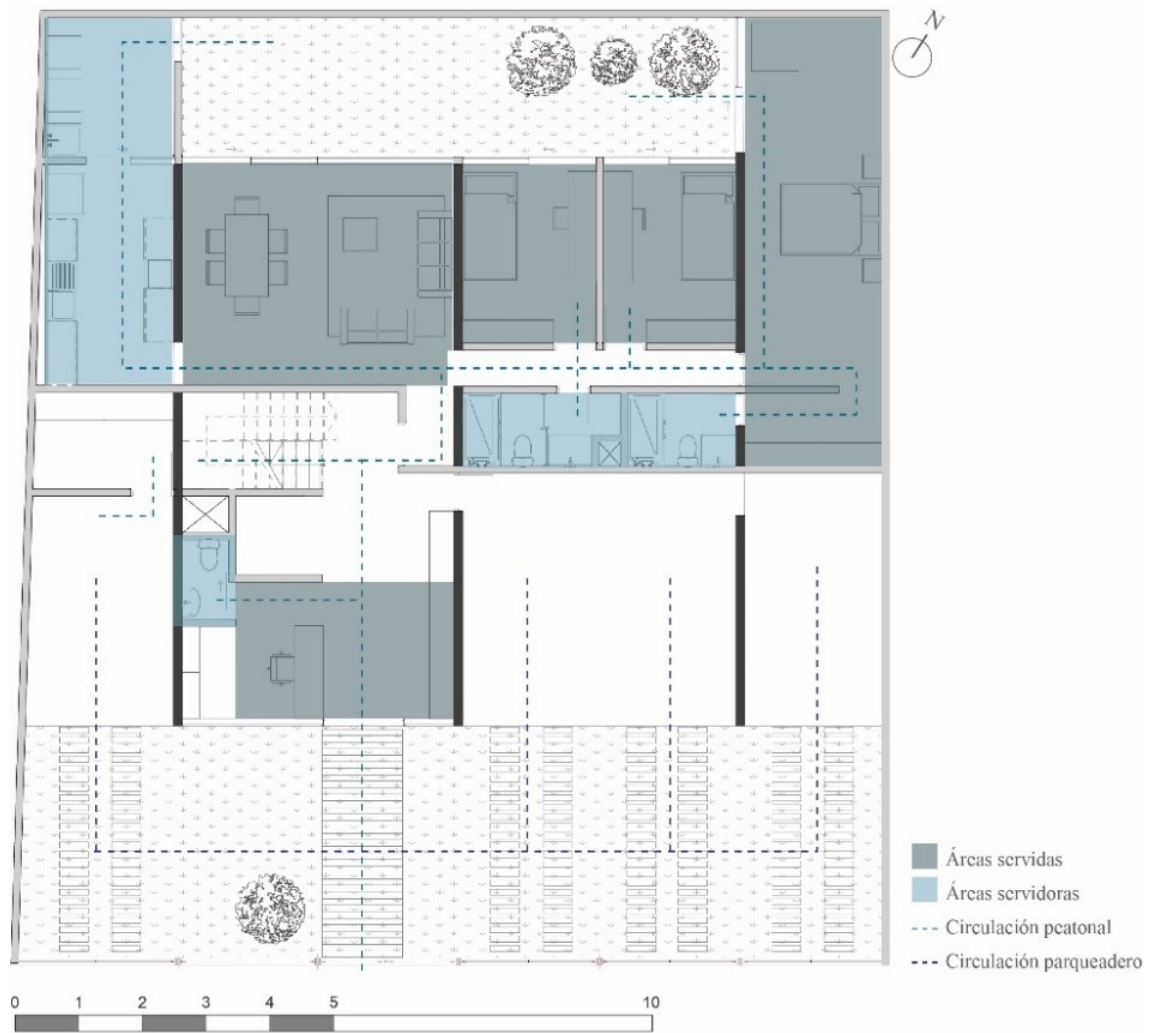 N
Áreas servidas
Áreas servidoras
Circulación peatonal
Circulación parqueadero
0 1 2 3 4 5 10